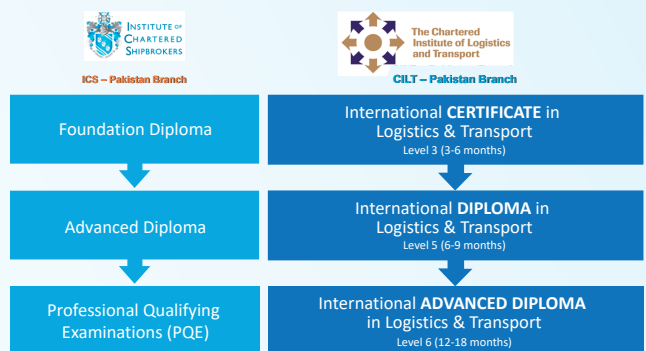 INSTITUTE OF
CHARTERED
SHIPBROKERS
ICS – Pakistan Branch
The Chartered
Institute of Logistics
and Transport
CILT – Pakistan Branch
Foundation Diploma
Advanced Diploma
Professional Qualifying
Examinations (PQE)
International CERTIFICATE in
Logistics & Transport
Level 3 (3-6 months)
International DIPLOMA in
Logistics & Transport
Level 5 (6-9 months)
International ADVANCED DIPLOMA
in Logistics & Transport
Level 6 (12-18 months)